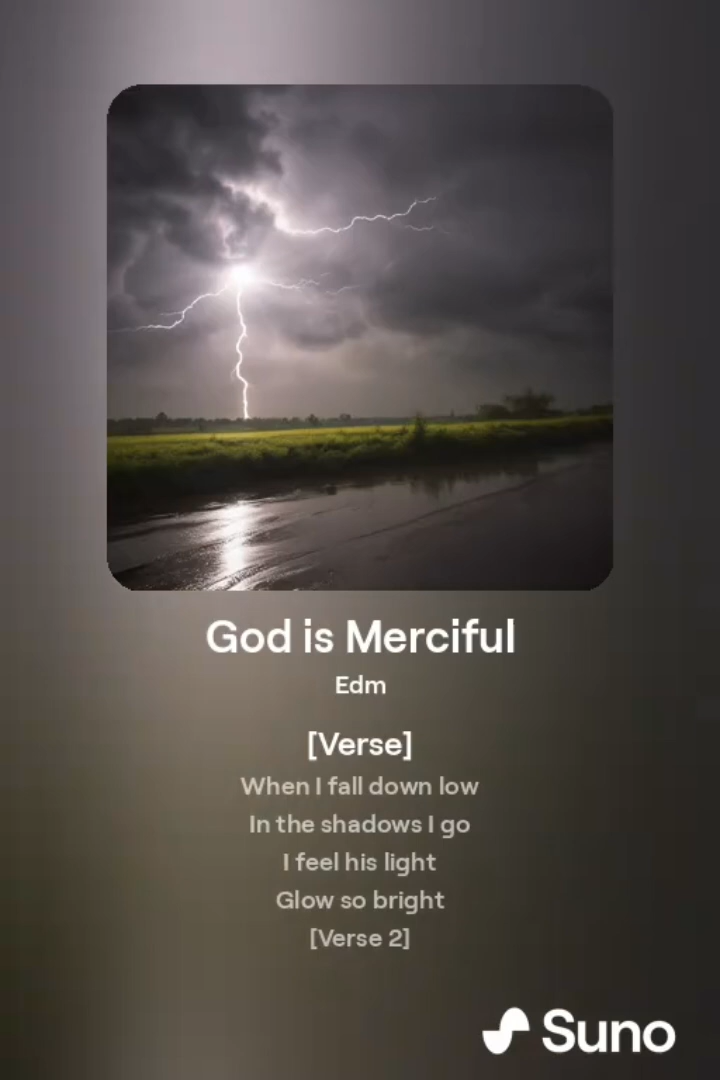 God is Merciful
Edm
[Verse]
When I fall down low
In the shadows I go
I feel his light
Glow so bright
[Verse 2]
Suno